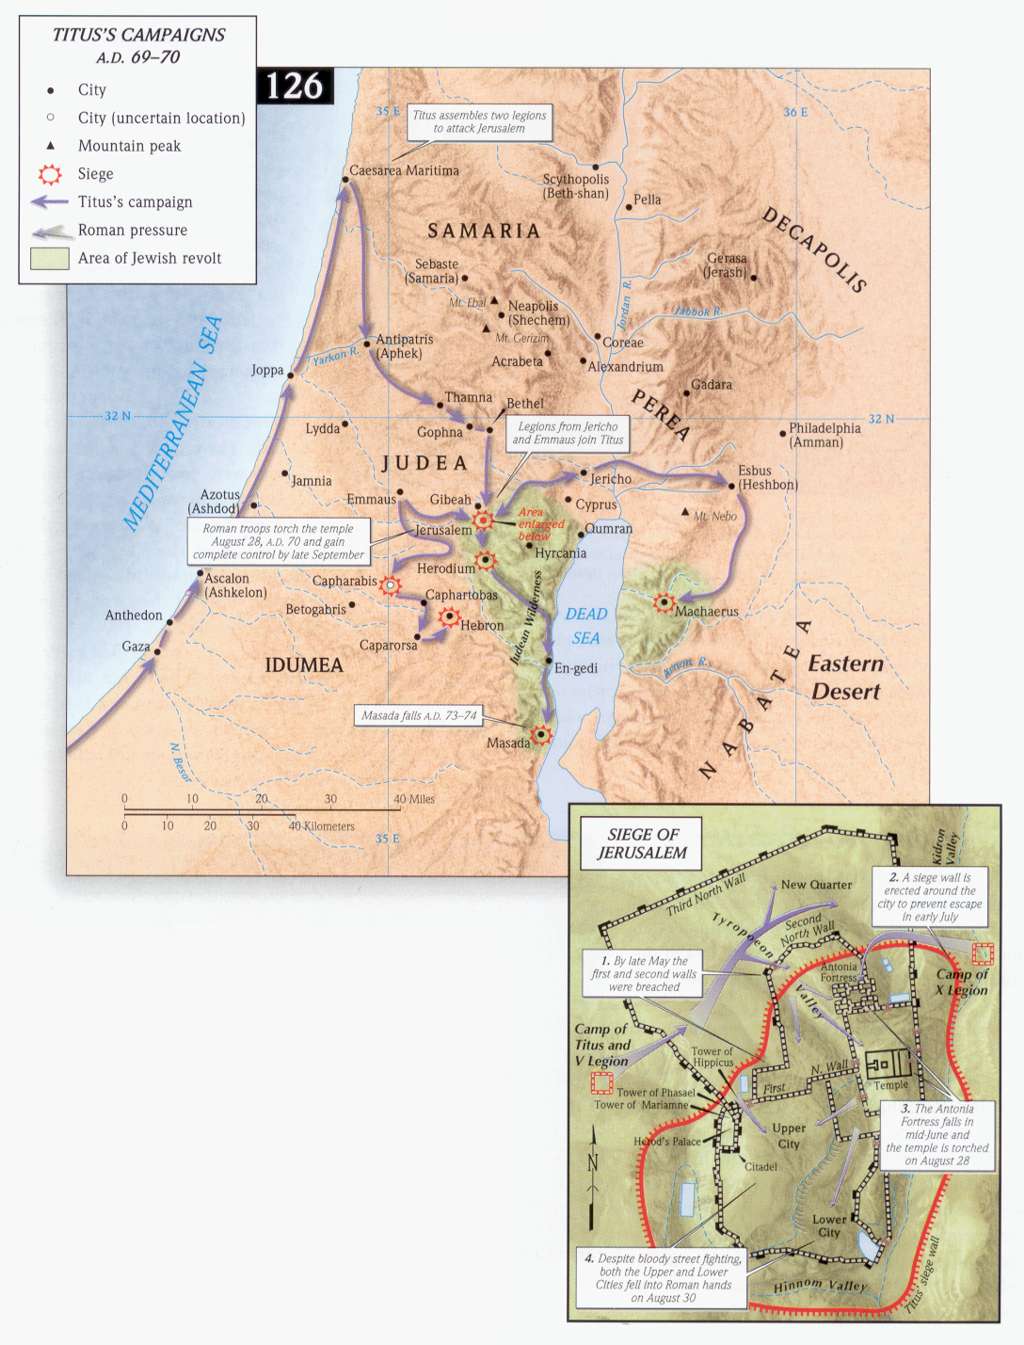 TITUS'S CAMPAIGNS
A.D. 69–70
City
City (uncertain location)
Mountain peak
Siege
Titus's campaign
Roman pressure
Area of Jewish revolt
126
35 E
36 E
Titus assembles two legions
to attack Jerusalem
Caesarea Maritima
Scythopolis
(Beth-shan)
Pella
DECAPOLIS
SAMARIA
Sebaste
(Samaria)
Gerasa
(Jerash)
Mt. Ebal
Neapolis
(Shechem)
Mt. Gerizim
Jordan R.
Jabbok R.
MEDITERRANEAN SEA
Antipatris
(Aphek)
Yarkon R.
Coreae
Acrabeta
Alexandrium
Joppa
Gadara
Thamna
Bethel
PEREA
32 N
32 N
Lydda
Gophna
Legions from Jericho
and Emmaus join Titus
Philadelphia
(Amman)
JUDEA
Jamnia
Jericho
Esbus
(Heshbon)
Azotus
(Ashdod)
Emmaus
Gibeah
Cyprus
Mt. Nebo
Roman troops torch the temple
August 28, A.D. 70 and gain
complete control by late September
Jerusalem
Area
enlarged
below
Qumran
Hyrcania
Herodium
Ascalon
(Ashkelon)
Capharabis
Caphartobas
Betogabris
Anthedon
Hebron
Judean Wilderness
DEAD
SEA
Machaerus
Gaza
Caparorsa
IDUMEA
En-gedi
Arnon R.
NABATEA
Eastern
Desert
Masada falls A.D. 73–74
Masada
N. Besor
0 10 20 30 40 Miles
0 10 20 30 40 Kilometers
35 E
SIEGE OF
JERUSALEM
Kidron
Valley
Third North Wall
New Quarter
2. A siege wall is
erected around the
city to prevent escape
in early July
Tyropoeon
Second
North Wall
1. By late May the
first and second walls
were breached
Antonia
Fortress
Camp of
X Legion
Valley
Camp of
Titus and
V Legion
Tower of
Hippicus
First N. Wall
Temple
Tower of Phasael
Tower of Mariamne
3. The Antonia
Fortress falls in
mid-June and
the temple is torched
on August 28
Upper
City
Herod's Palace
Citadel
N
Lower
City
4. Despite bloody street fighting,
both the Upper and Lower
Cities fell into Roman hands
on August 30
Hinnom Valley
Titus' siege wall